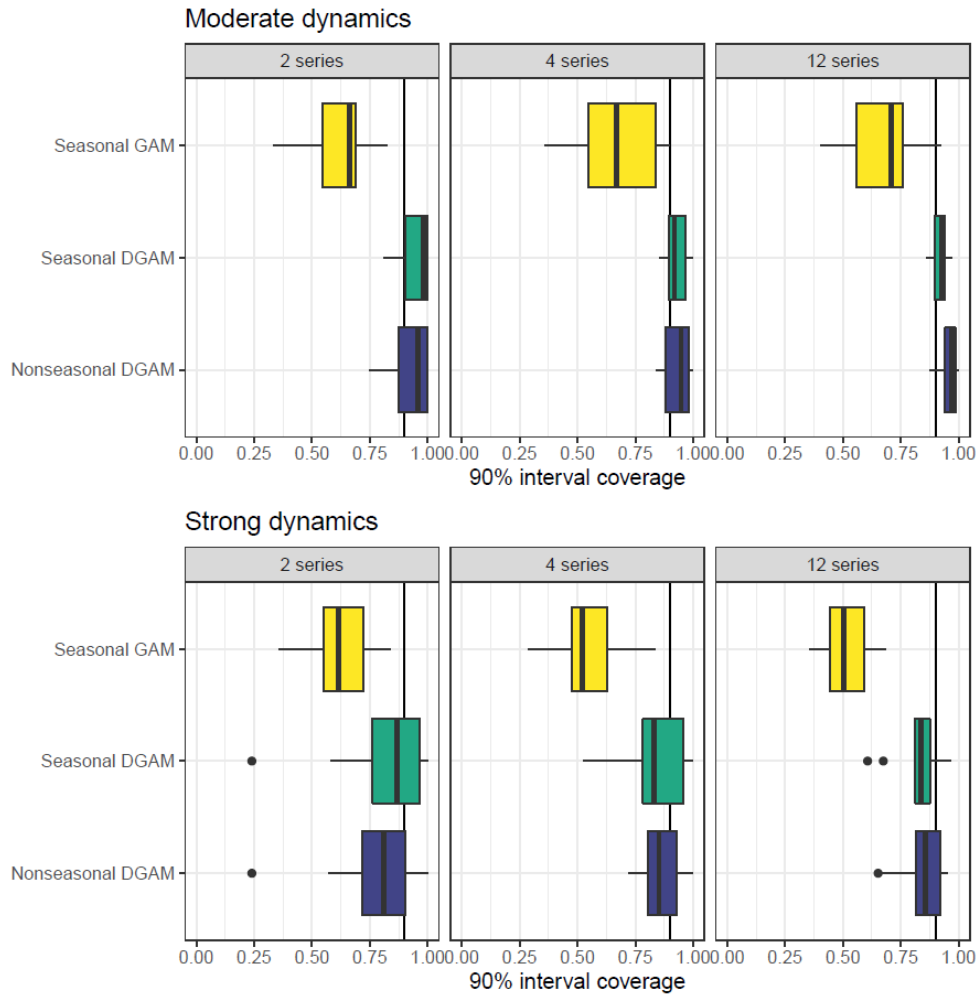 Moderate dynamics
2 series 4 series 12 series
Seasonal GAM
Seasonal DGAM
Nonseasonal DGAM
0.00 0.25 0.50 0.75 1.00 0.00 0.25 0.50 0.75 1.00 0.00 0.25 0.50 0.75 1.00
90% interval coverage
Strong dynamics
2 series 4 series 12 series
Seasonal GAM
Seasonal DGAM
Nonseasonal DGAM
0.00 0.25 0.50 0.75 1.00 0.00 0.25 0.50 0.75 1.00 0.00 0.25 0.50 0.75 1.00
90% interval coverage